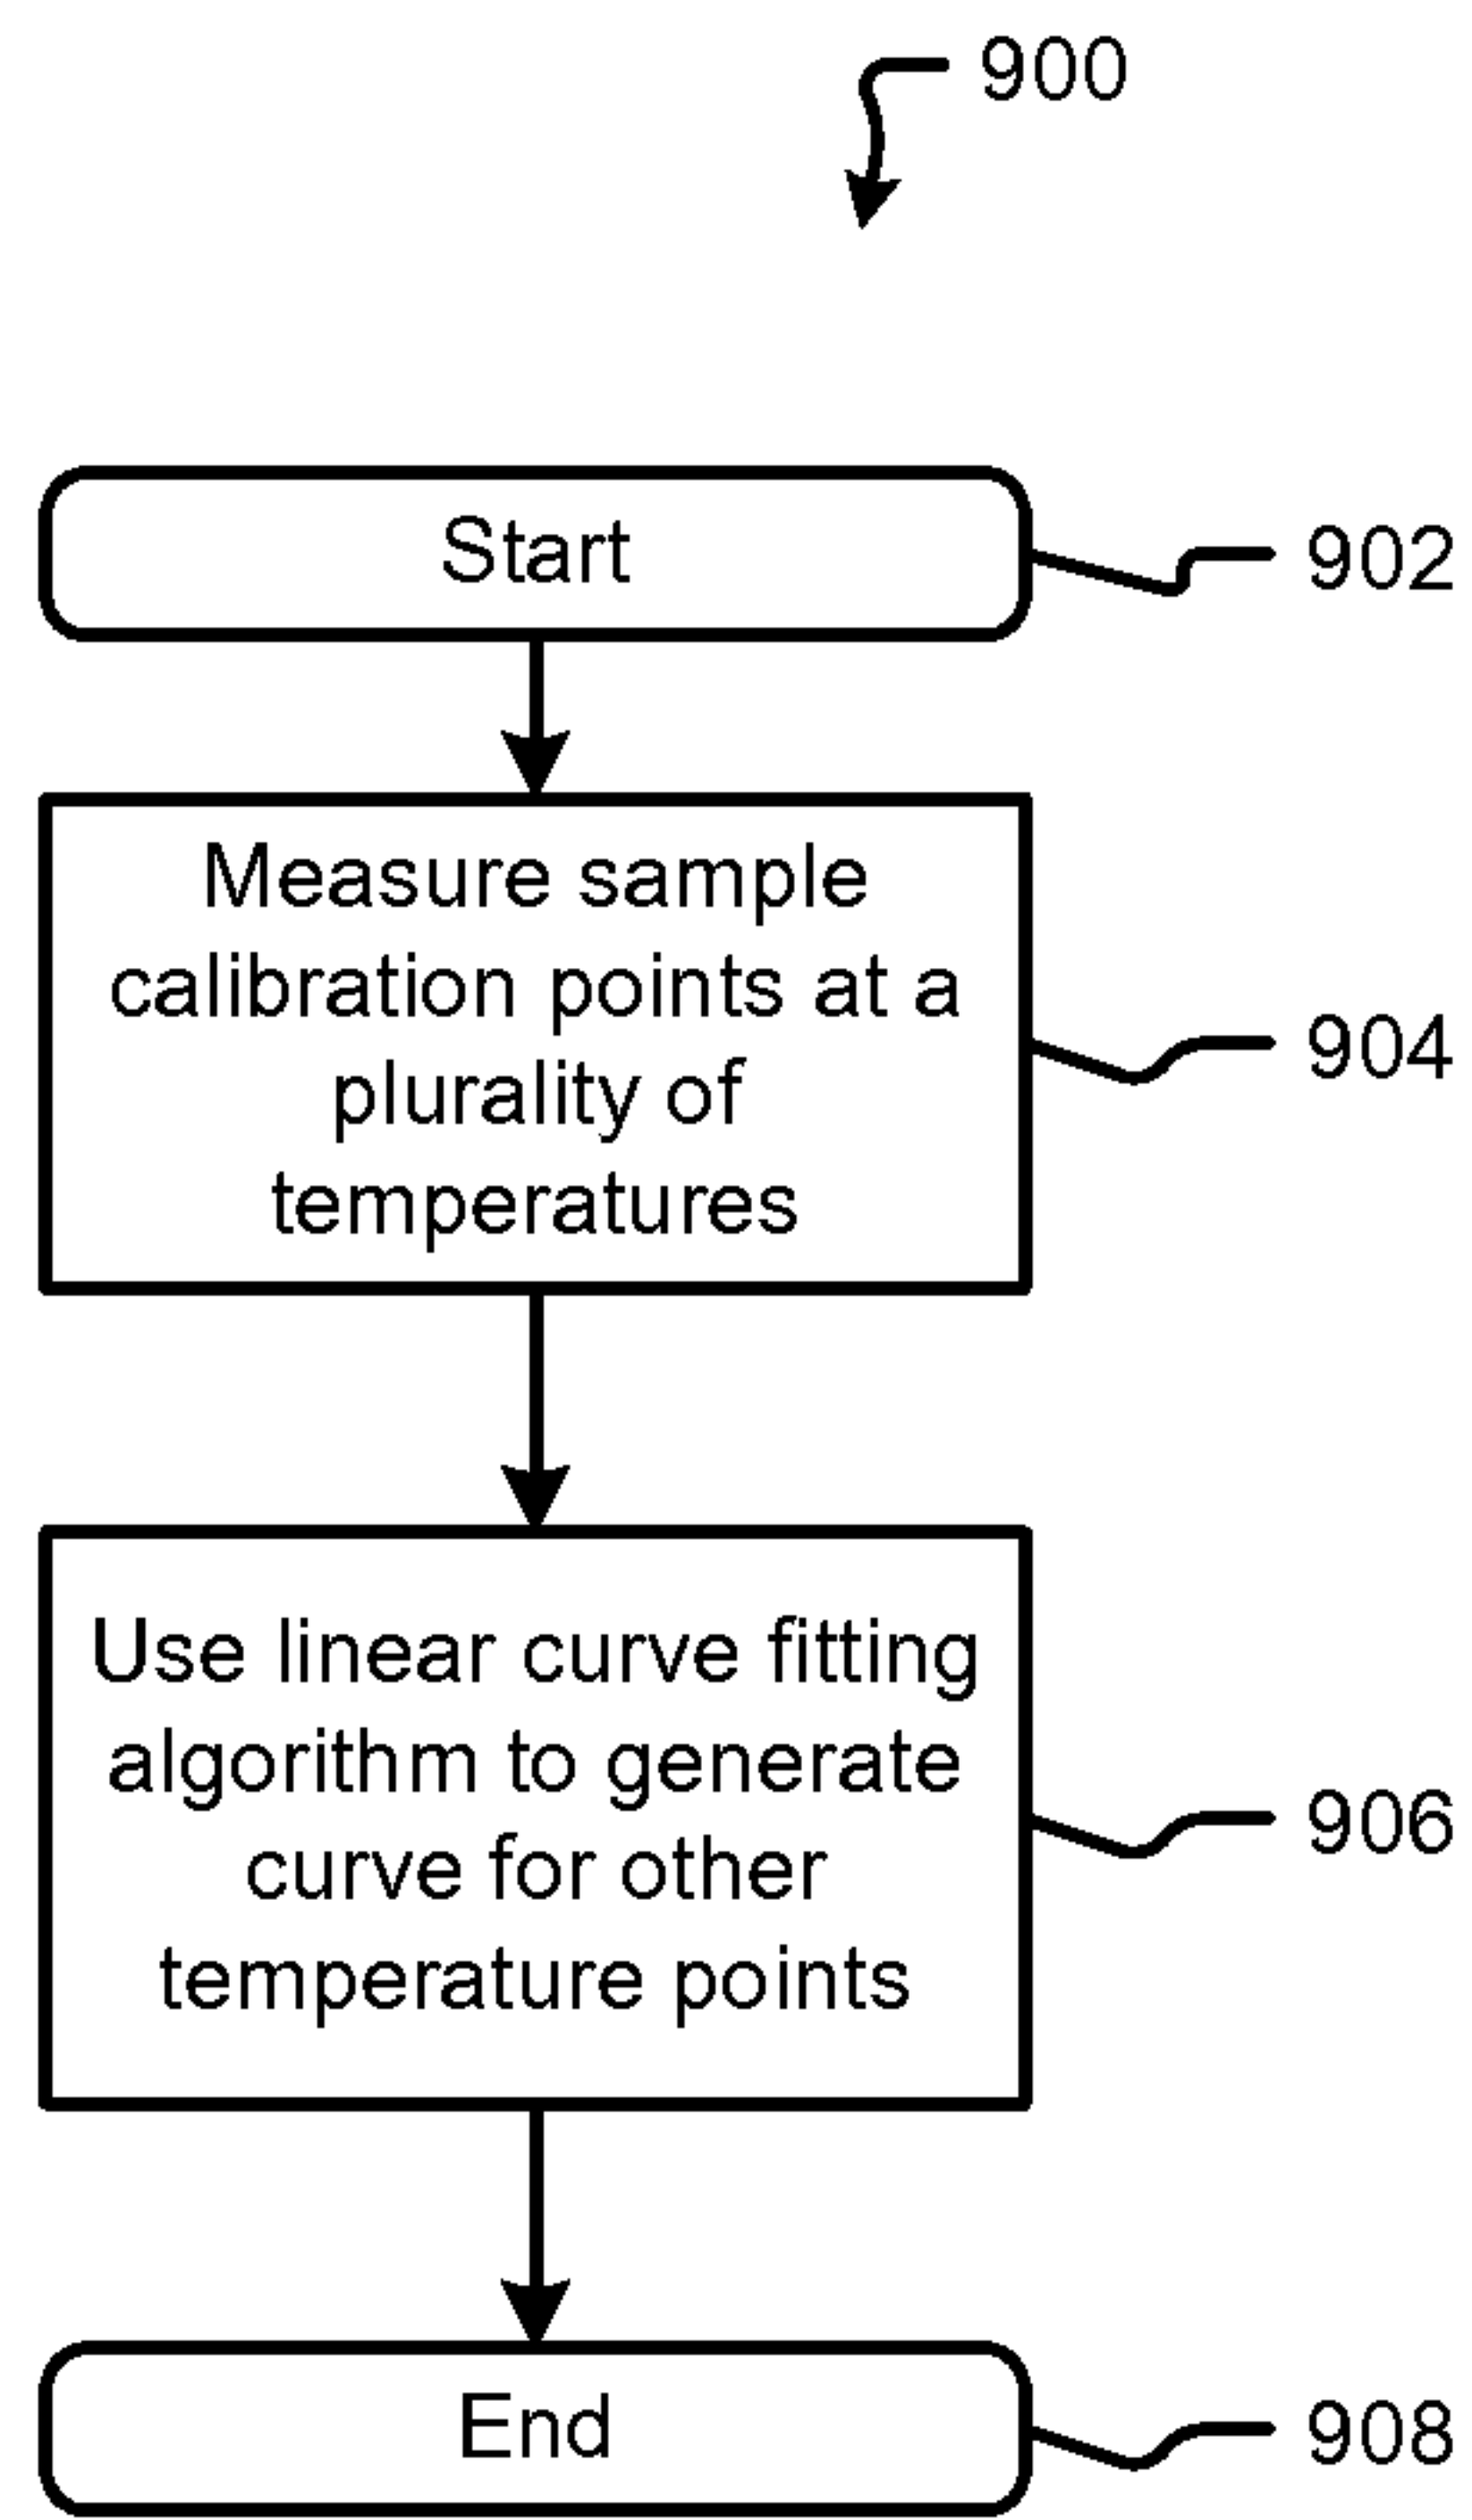 900
Start
902
Measure sample
calibration points at a
plurality of
temperatures
904
Use linear curve fitting
algorithm to generate
curve for other
temperature points
906
End
908